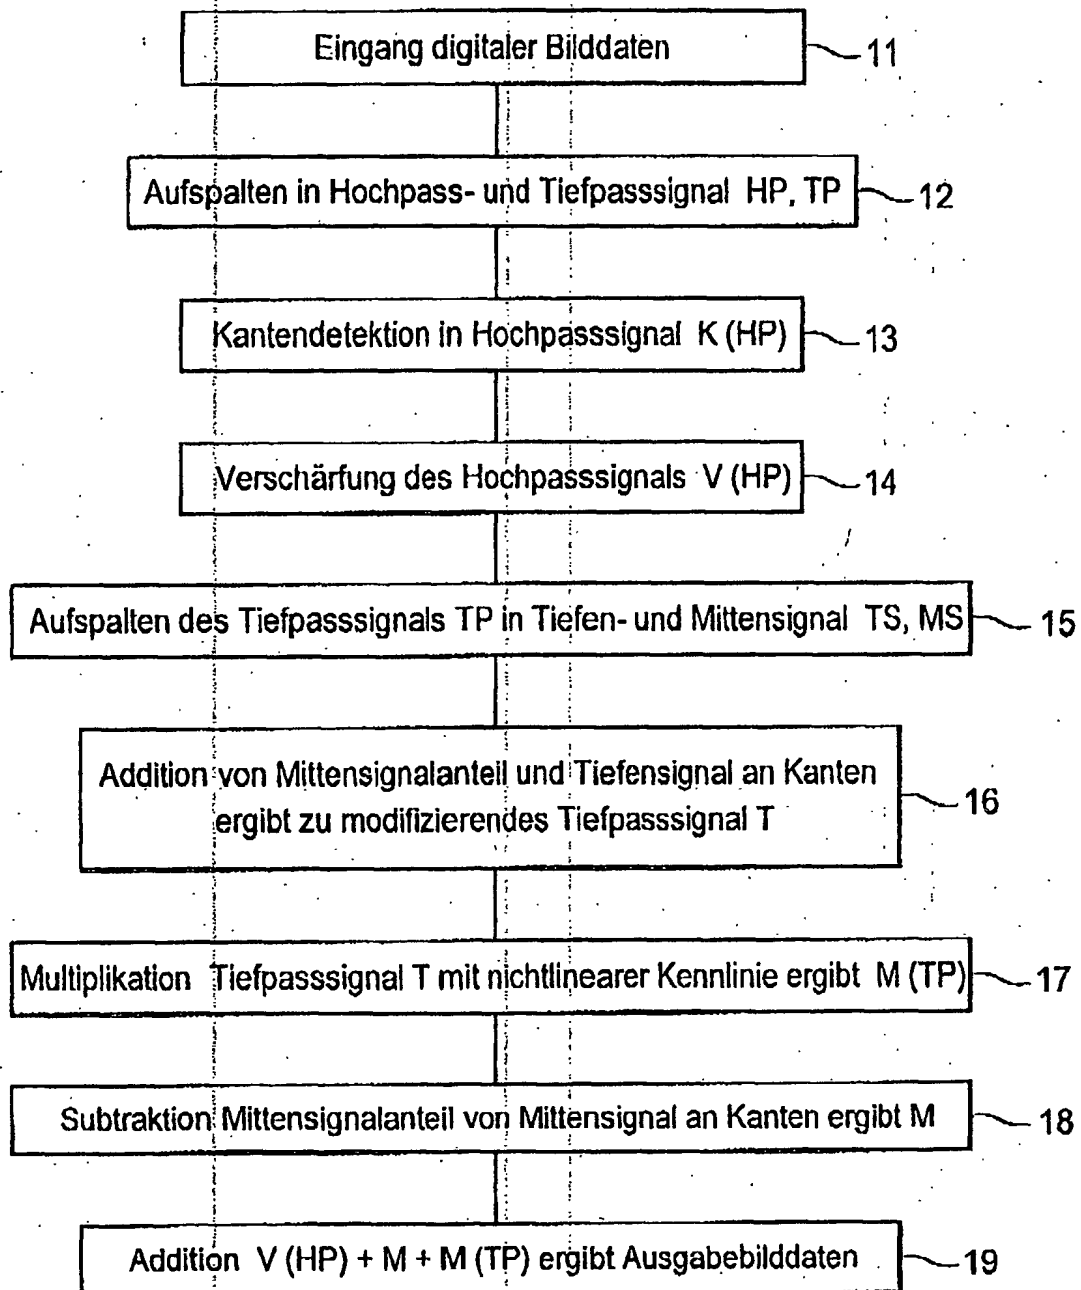 Eingang digitaler Bilddaten 11
Aufspalten in Hochpass- und Tiefpasssignal HP, TP 12
Kantendetektion in Hochpasssignal K (HP) 13
Verschärfung des Hochpasssignals V (HP) 14
Aufspalten des Tiefpasssignals TP in Tiefen- und Mittensignal TS, MS 15
Addition von Mittensignalanteil und Tiefensignal an Kanten
ergibt zu modifizierendes Tiefpasssignal T 16
Multiplikation Tiefpasssignal T mit nichtlinearer Kennlinie ergibt M (TP) 17
Subtraktion Mittensignalanteil von Mittensignal an Kanten ergibt M 18
Addition V (HP) + M + M (TP) ergibt Ausgabebilddaten 19